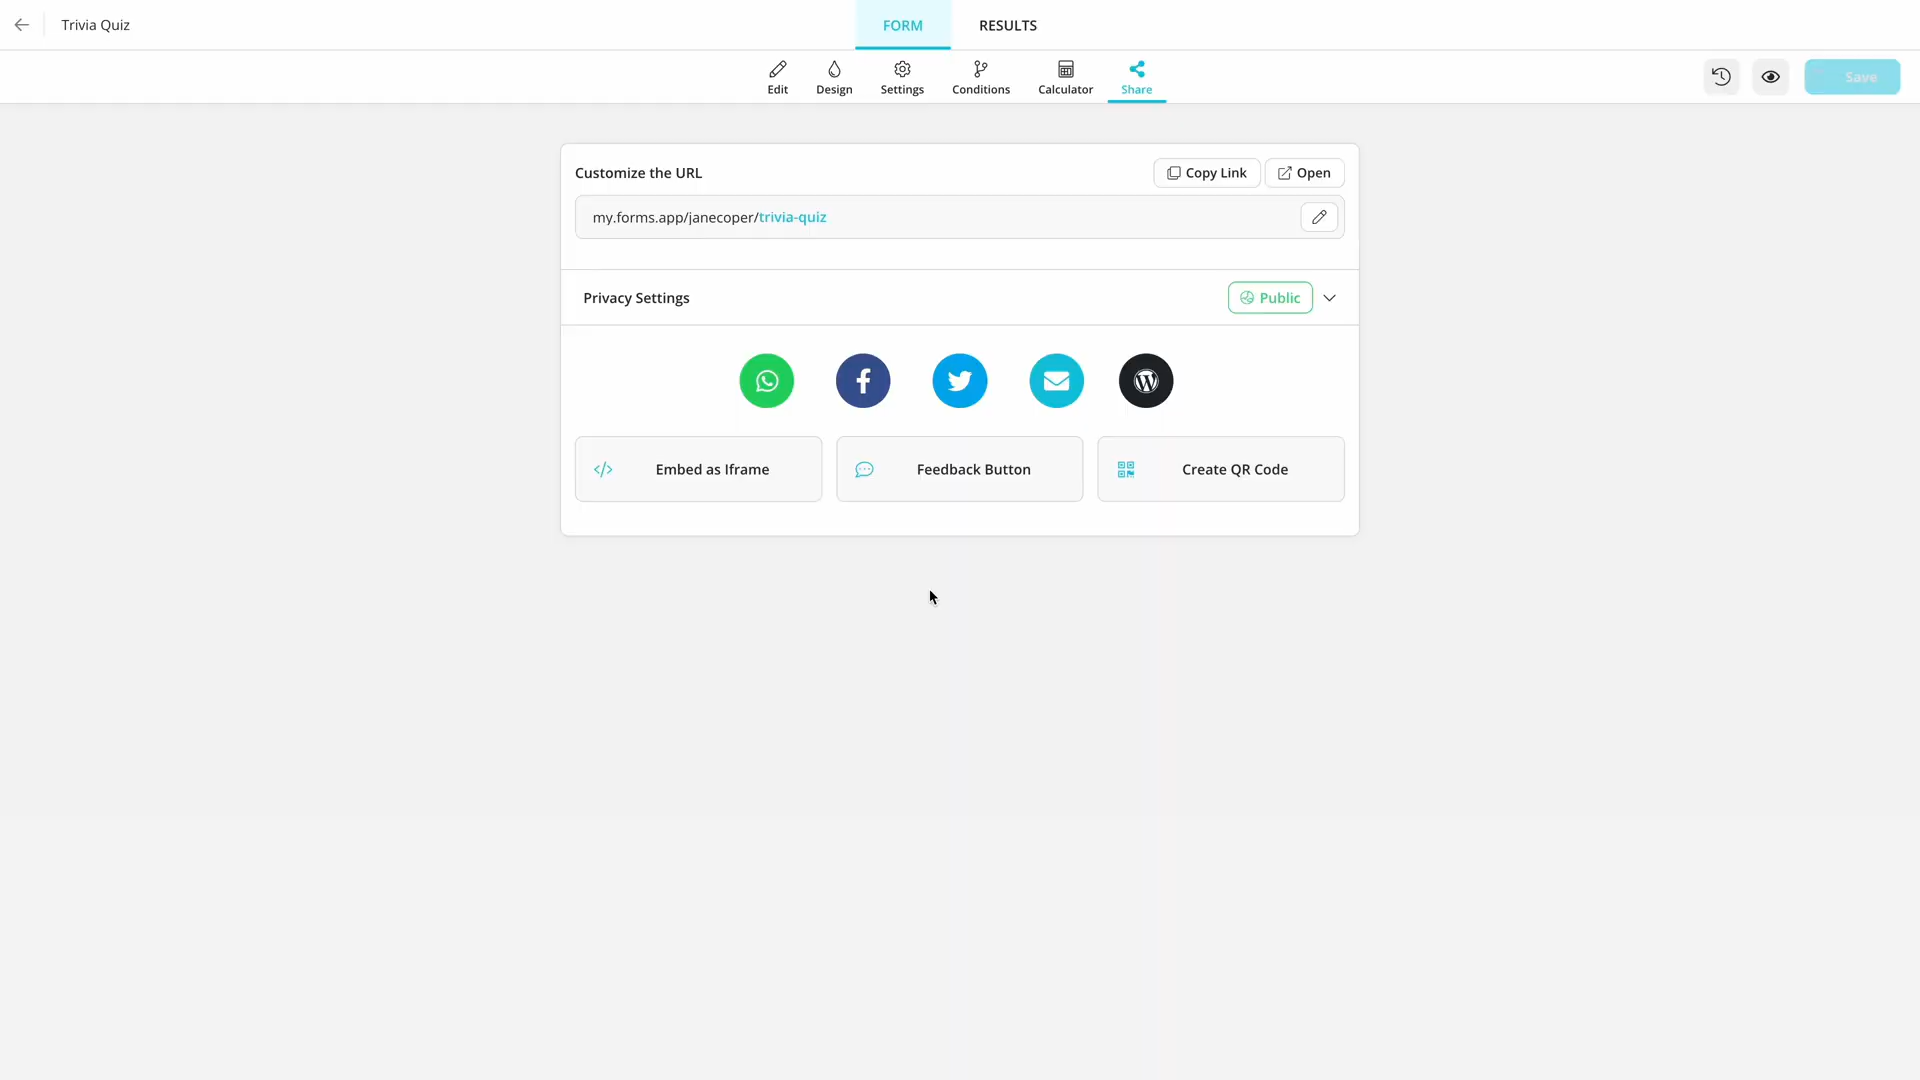 Trivia Quiz
FORM
RESULTS
Edit
Design
Settings
Conditions
Calculator
Share
Save
Customize the URL
Copy Link
Open
my.forms.app/janecoper/trivia-quiz
Privacy Settings
Public
Embed as Iframe
Feedback Button
Create QR Code